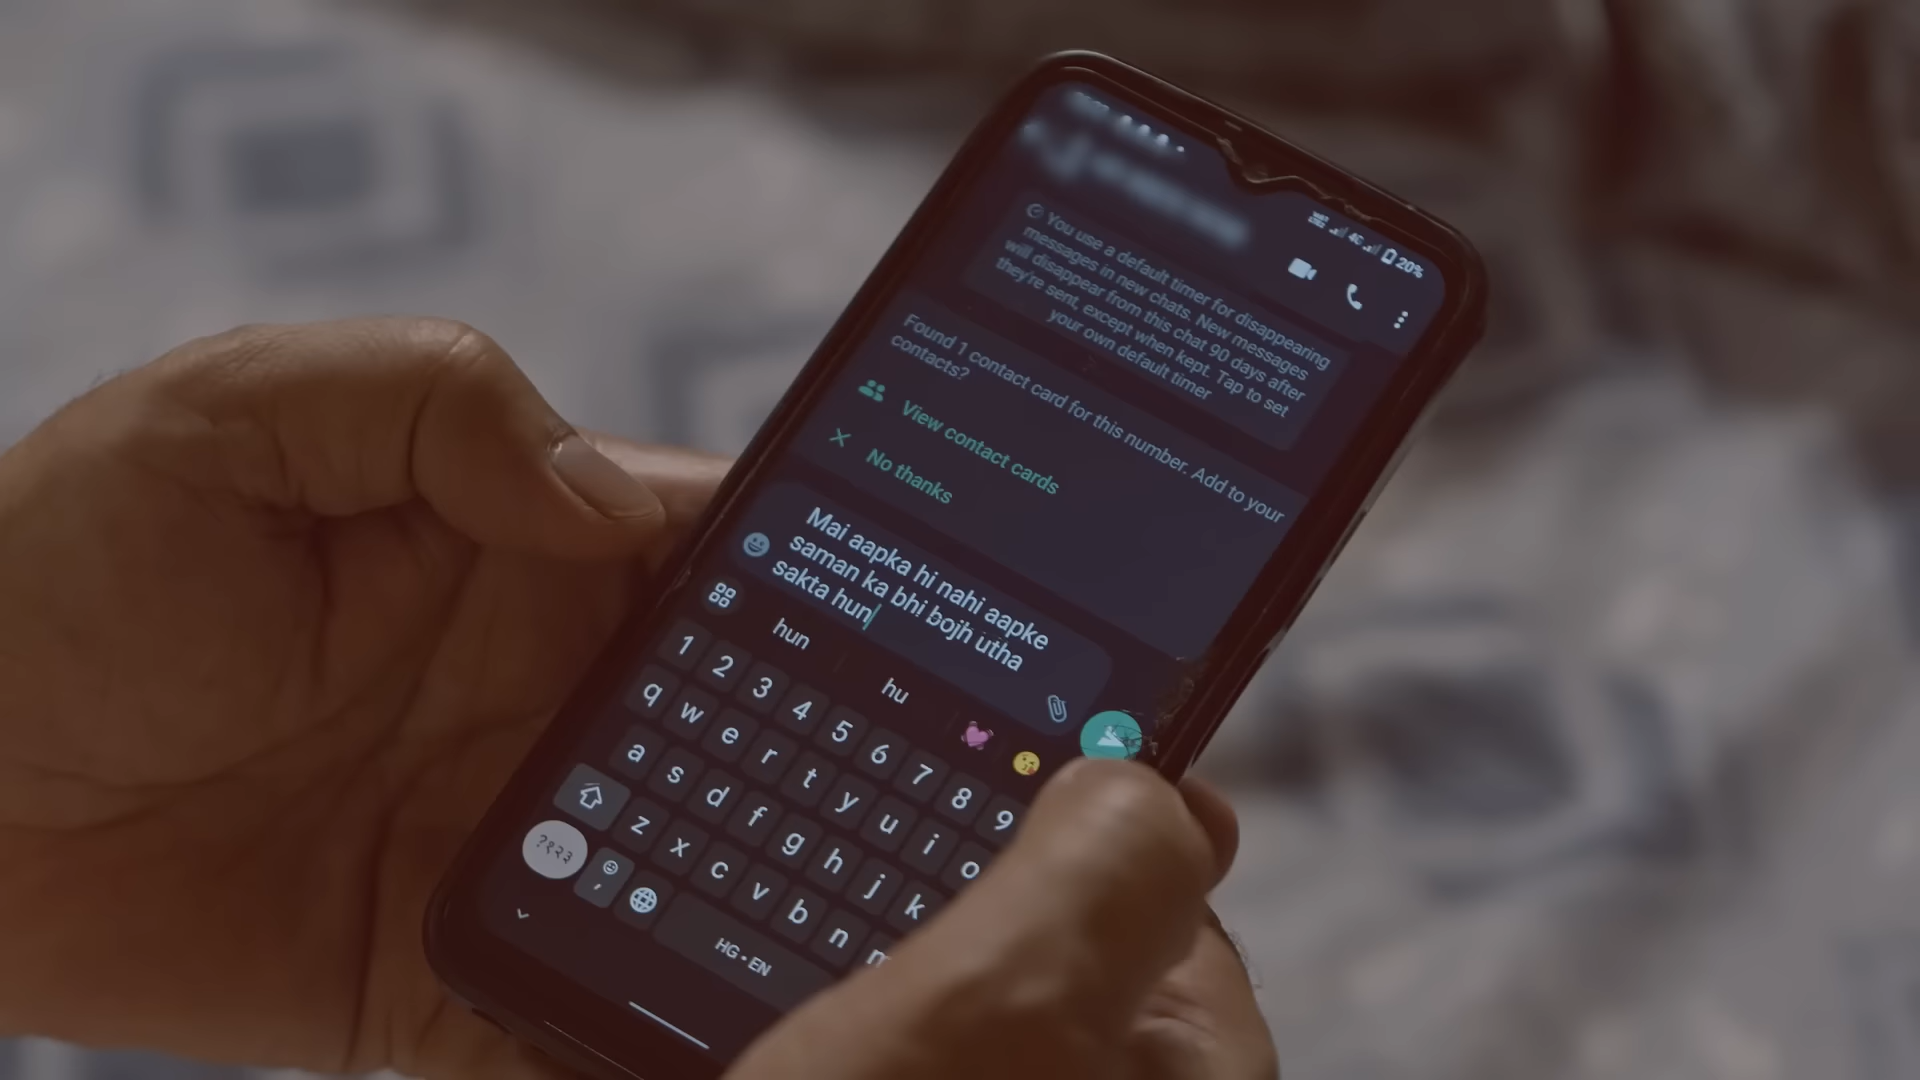 20%
You use a default timer for disappearing
messages in new chats. New messages
will disappear from this chat 90 days after
they're sent, except when kept. Tap to set
your own default timer
Found 1 contact card for this number. Add to your
contacts?
View contact cards
No thanks
Mai aapka hi nahi aapke
saman ka bhi bojh utha
sakta hun
hun hu
1 2 3 4 5 6 7 8 9
q w e r t y u i o
a s d f g h j k
z x c v b n m
?१२३ , HG • EN